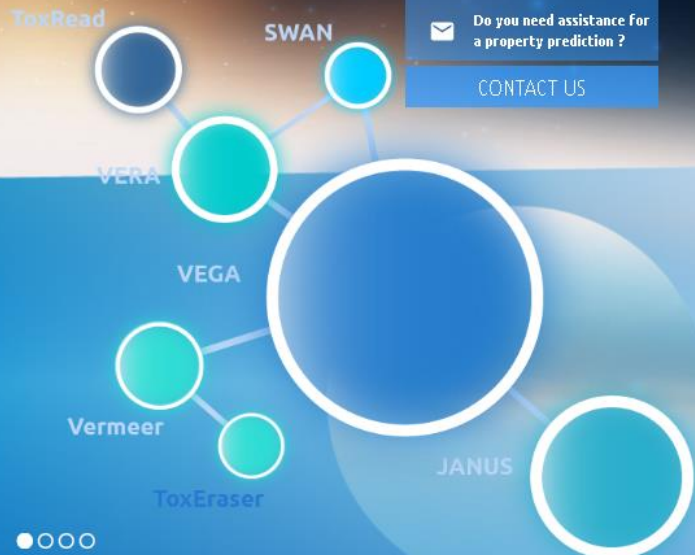 ToxRead
SWAN
Do you need assistance for
a property prediction ?
CONTACT US
VERA
VEGA
Vermeer
JANUS
ToxEraser